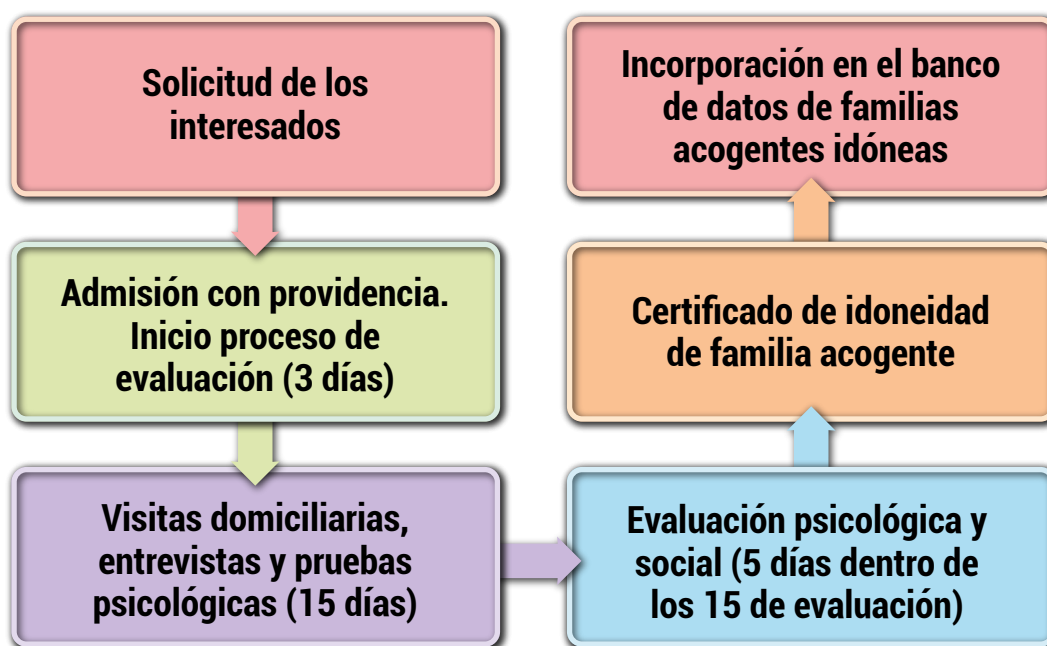 Solicitud de los
interesados
Admisión con providencia.
Inicio proceso de
evaluación (3 días)
Visitas domiciliarias,
entrevistas y pruebas
psicológicas (15 días)
Evaluación psicológica y
social (5 días dentro de
los 15 de evaluación)
Certificado de idoneidad
de familia acogente
Incorporación en el banco
de datos de familias
acogentes idóneas